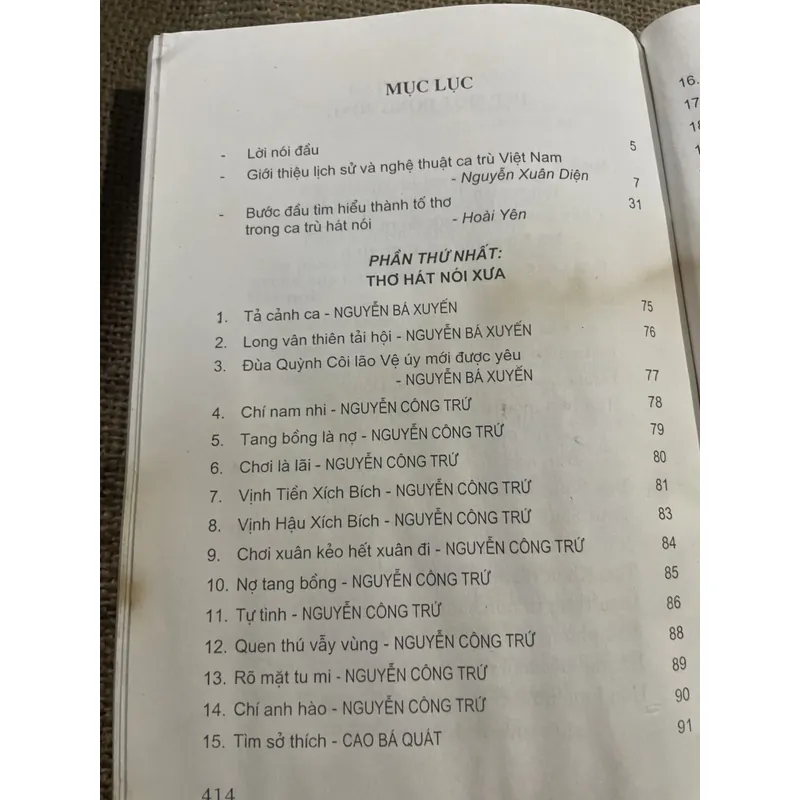 MỤC LỤC
- Lời nói đầu 5
- Giới thiệu lịch sử và nghệ thuật ca trù Việt Nam
- Nguyễn Xuân Diện 7
- Bước đầu tìm hiểu thành tố thơ 31
trong ca trù hát nói - Hoài Yên
PHẦN THỨ NHẤT:
THƠ HÁT NÓI XƯA
1. Tả cảnh ca - NGUYỄN BÁ XUYẾN 75
2. Long vân thiên tải hội - NGUYỄN BÁ XUYẾN 76
3. Đùa Quỳnh Côi lão Vệ úy mới được yêu
- NGUYỄN BÁ XUYẾN 77
4. Chí nam nhi - NGUYỄN CÔNG TRỨ 78
5. Tang bồng là nợ - NGUYỄN CÔNG TRỨ 79
6. Chơi là lãi - NGUYỄN CÔNG TRỨ 80
7. Vịnh Tiền Xích Bích - NGUYỄN CÔNG TRỨ 81
8. Vịnh Hậu Xích Bích - NGUYỄN CÔNG TRỨ 83
9. Chơi xuân kẻo hết xuân đi - NGUYỄN CÔNG TRỨ 84
10. Nợ tang bồng - NGUYỄN CÔNG TRỨ 85
11. Tự tình - NGUYỄN CÔNG TRỨ 86
12. Quen thú vẫy vùng - NGUYỄN CÔNG TRỨ 88
13. Rõ mặt tu mi - NGUYỄN CÔNG TRỨ 89
14. Chí anh hào - NGUYỄN CÔNG TRỨ 90
15. Tìm sở thích - CAO BÁ QUÁT 91
414
16.
17